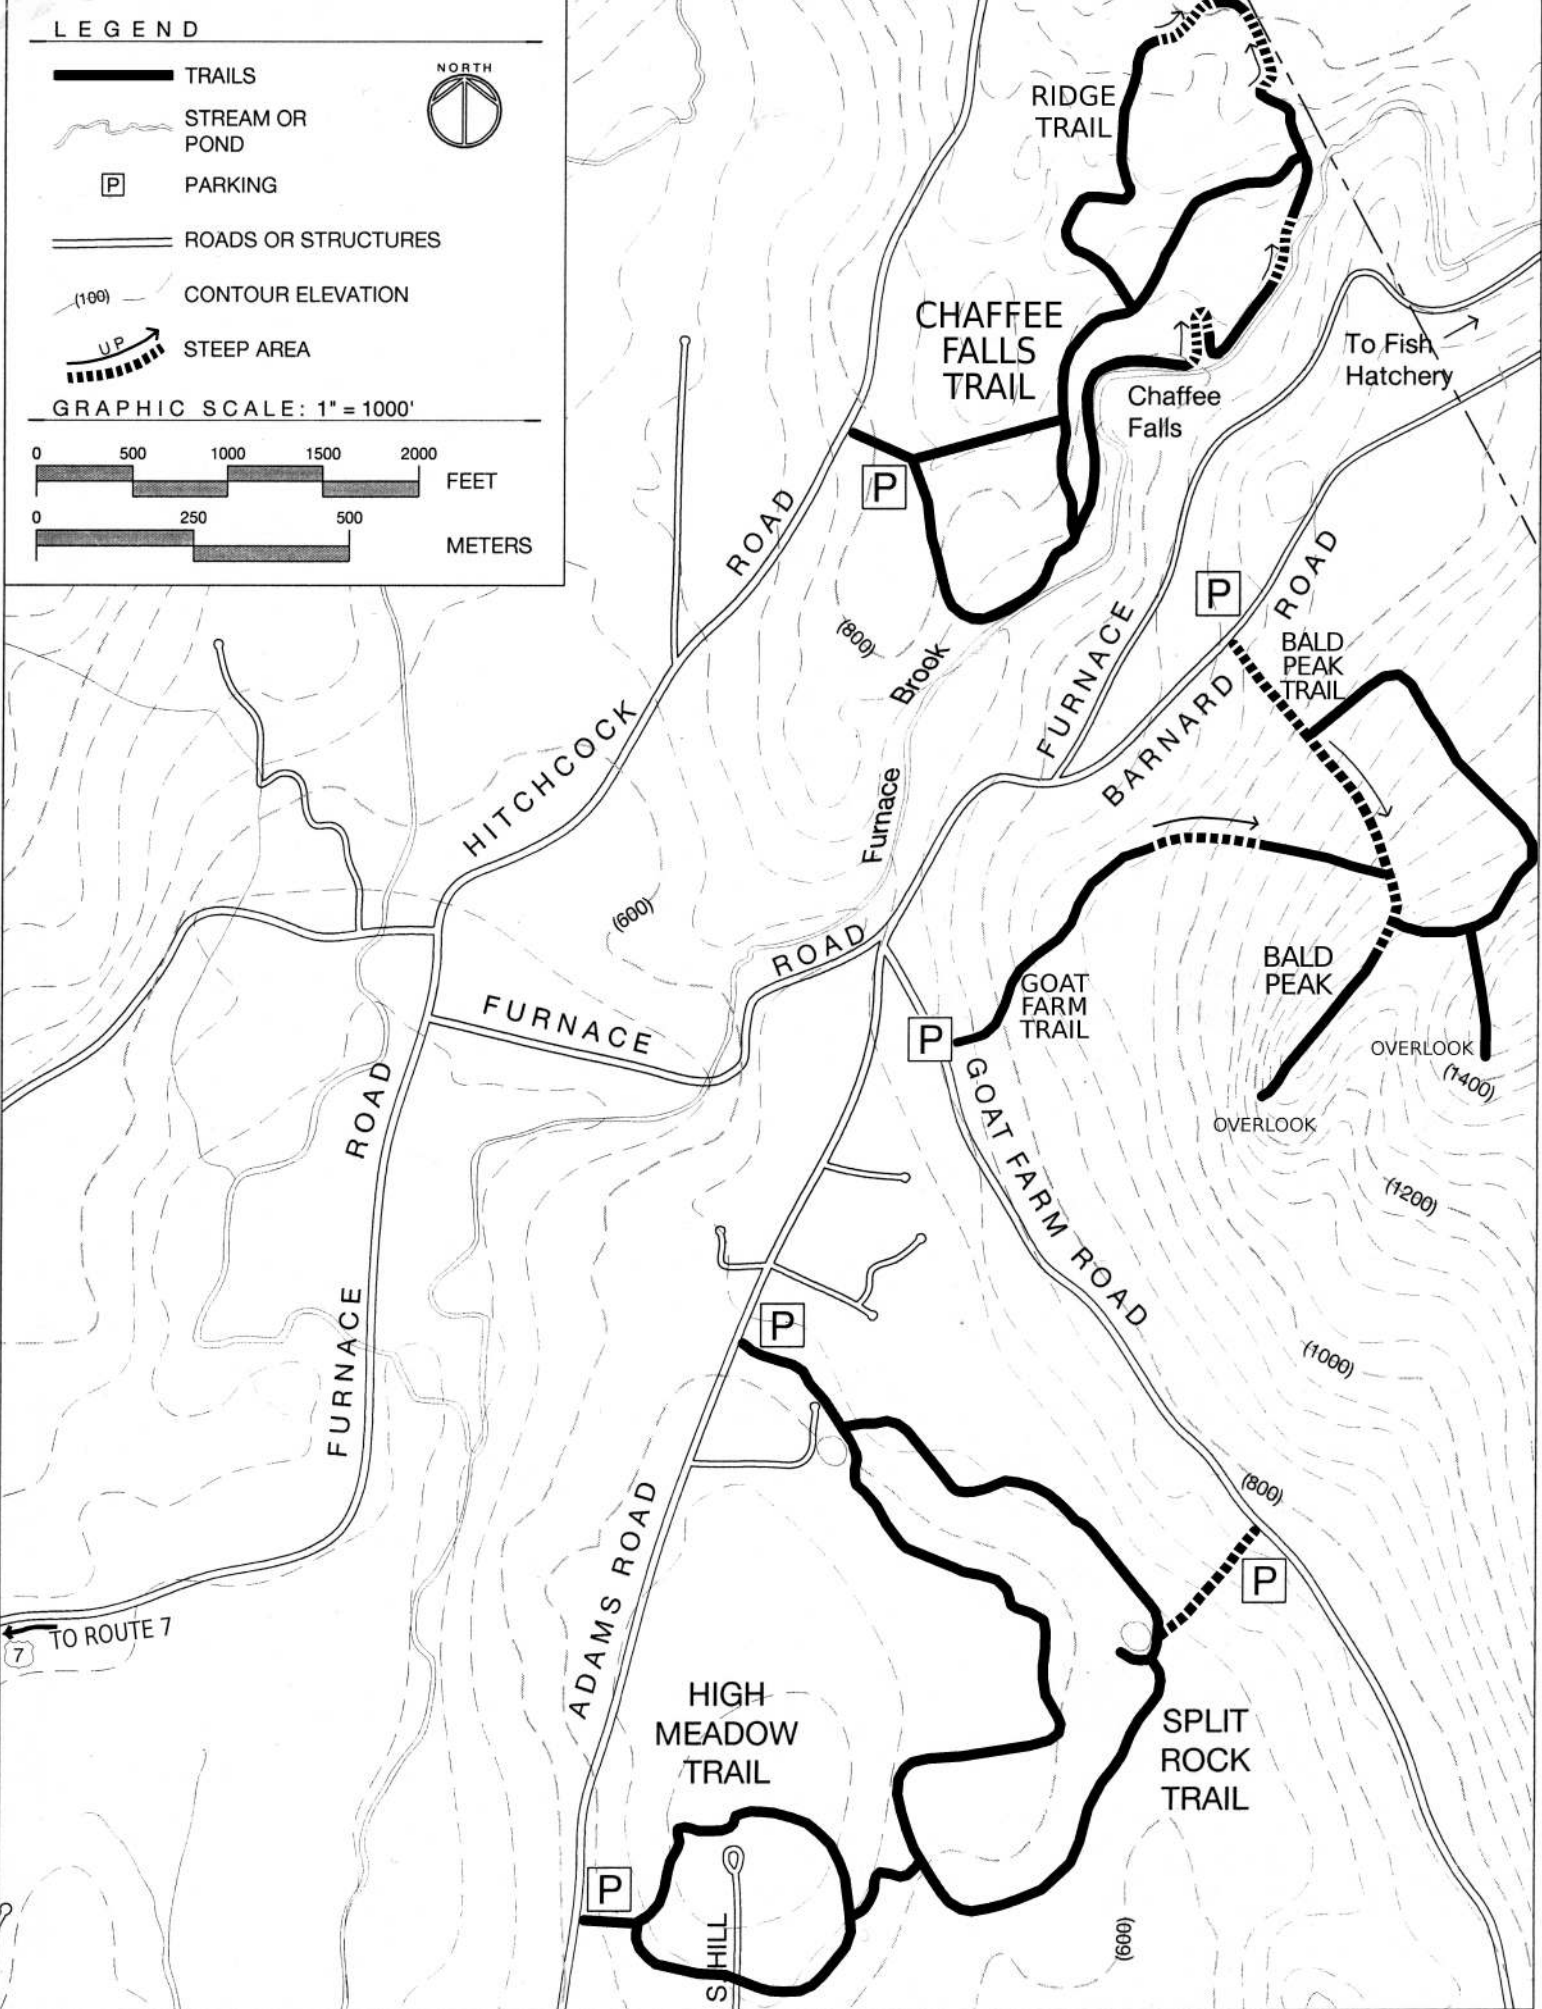 LEGEND
TRAILS
NORTH
STREAM OR
POND
P
PARKING
ROADS OR STRUCTURES
(100)
CONTOUR ELEVATION
UP
STEEP AREA
GRAPHIC SCALE: 1" = 1000'
0 500 1000 1500 2000
FEET
0 250 500
METERS
RIDGE
TRAIL
CHAFFEE
FALLS
TRAIL
To Fish
Hatchery
Chaffee
Falls
P
HITCHCOCK ROAD
P
(800)
Furnace Brook
FURNACE
BARNARD ROAD
BALD
PEAK
TRAIL
(600)
FURNACE ROAD
BALD
PEAK
GOAT
FARM
TRAIL
P
OVERLOOK
(1400)
OVERLOOK
GOAT FARM ROAD
(1200)
FURNACE ROAD
P
(1000)
(800)
P
ADAMS ROAD
TO ROUTE 7
7
HIGH
MEADOW
TRAIL
SPLIT
ROCK
TRAIL
P
S. HILL
(600)